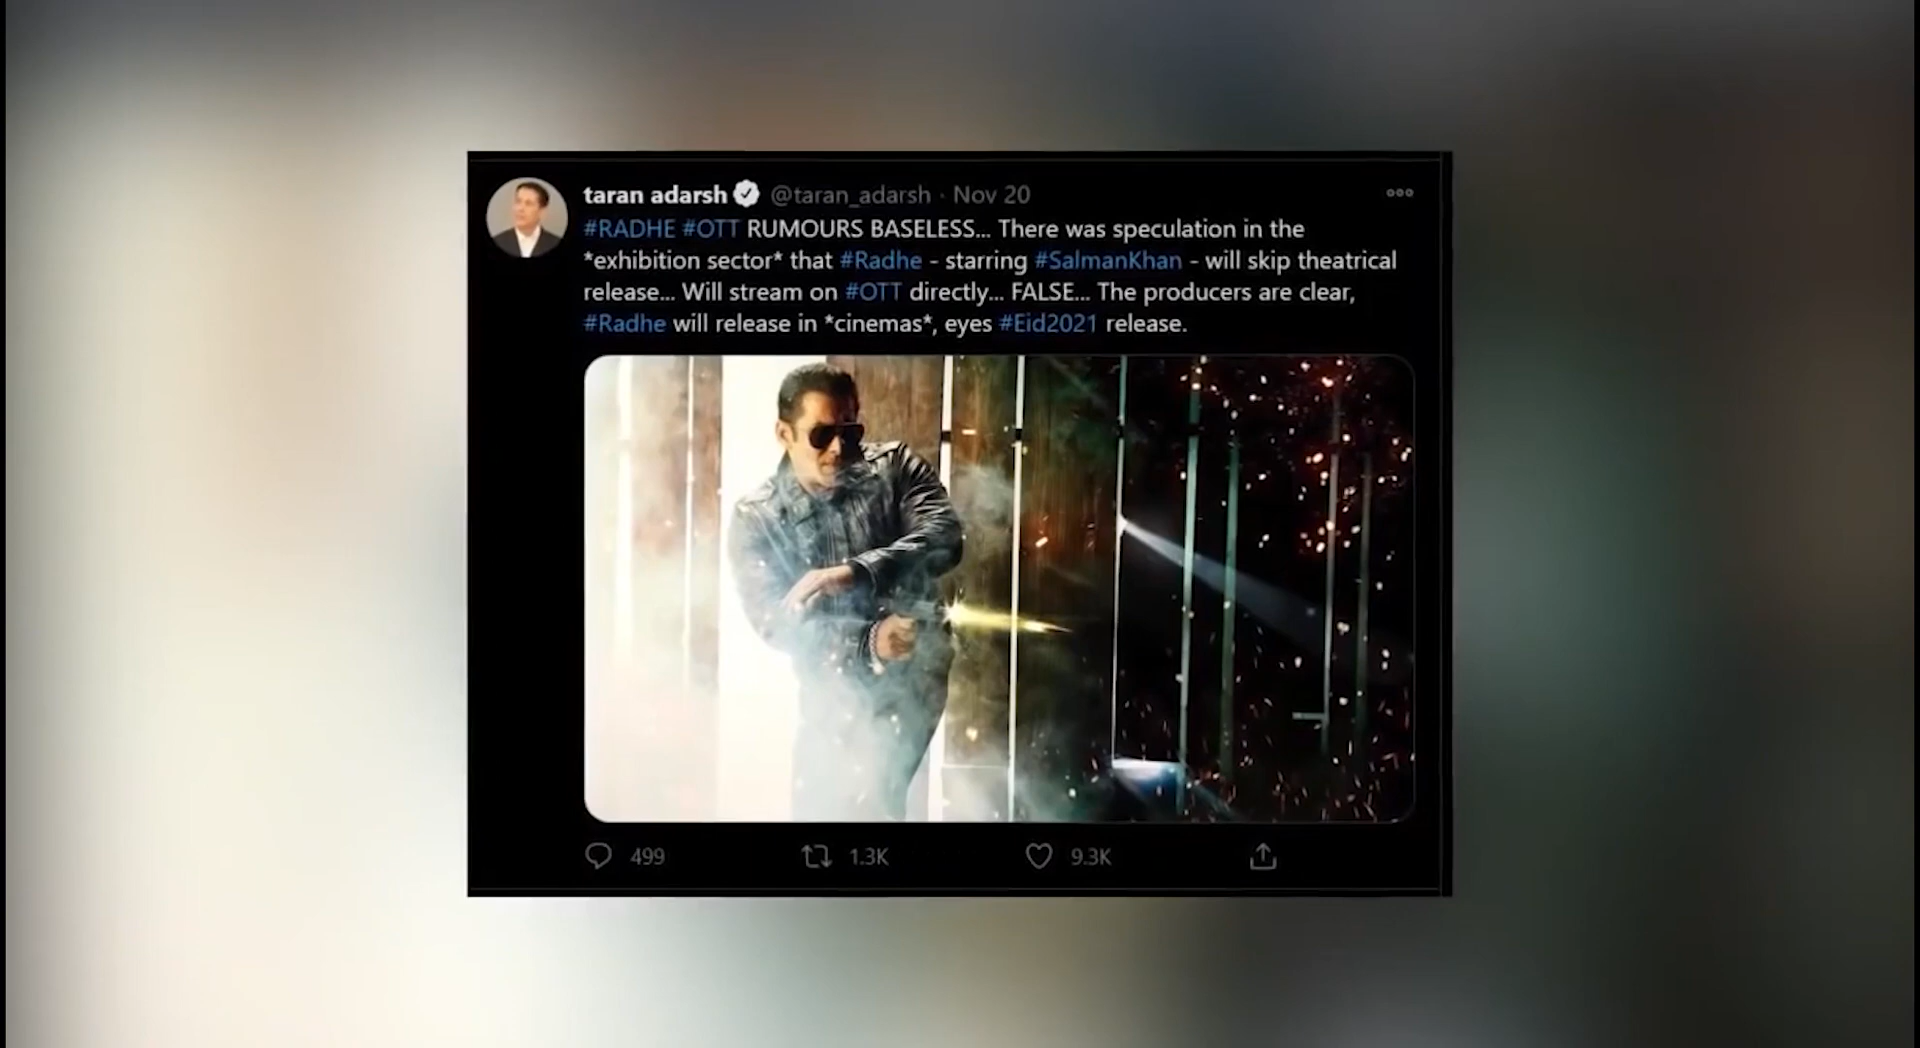 taran adarsh @taran_adarsh · Nov 20
#RADHE #OTT RUMOURS BASELESS... There was speculation in the
*exhibition sector* that #Radhe - starring #SalmanKhan - will skip theatrical
release... Will stream on #OTT directly... FALSE... The producers are clear,
#Radhe will release in *cinemas*, eyes #Eid2021 release.
499 1.3K 9.3K